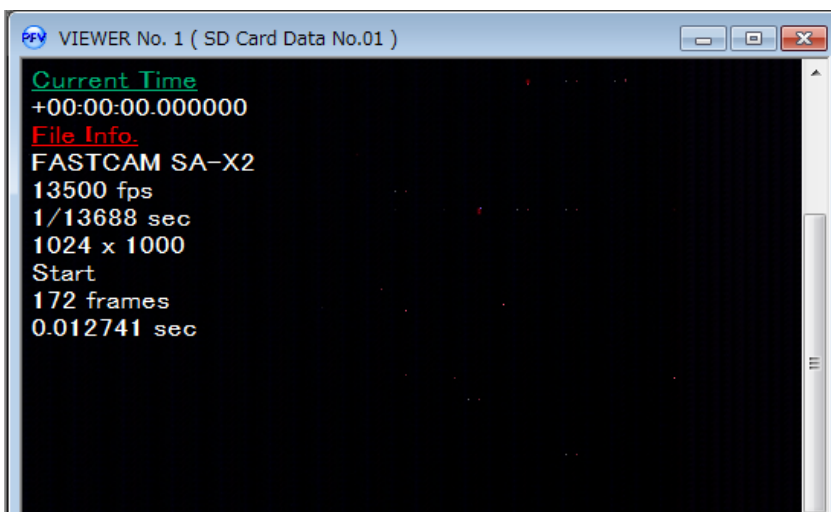 PFV VIEWER No. 1 ( SD Card Data No.01 )
Current Time
+00:00:00.000000
File Info.
FASTCAM SA-X2
13500 fps
1/13688 sec
1024 x 1000
Start
172 frames
0.012741 sec